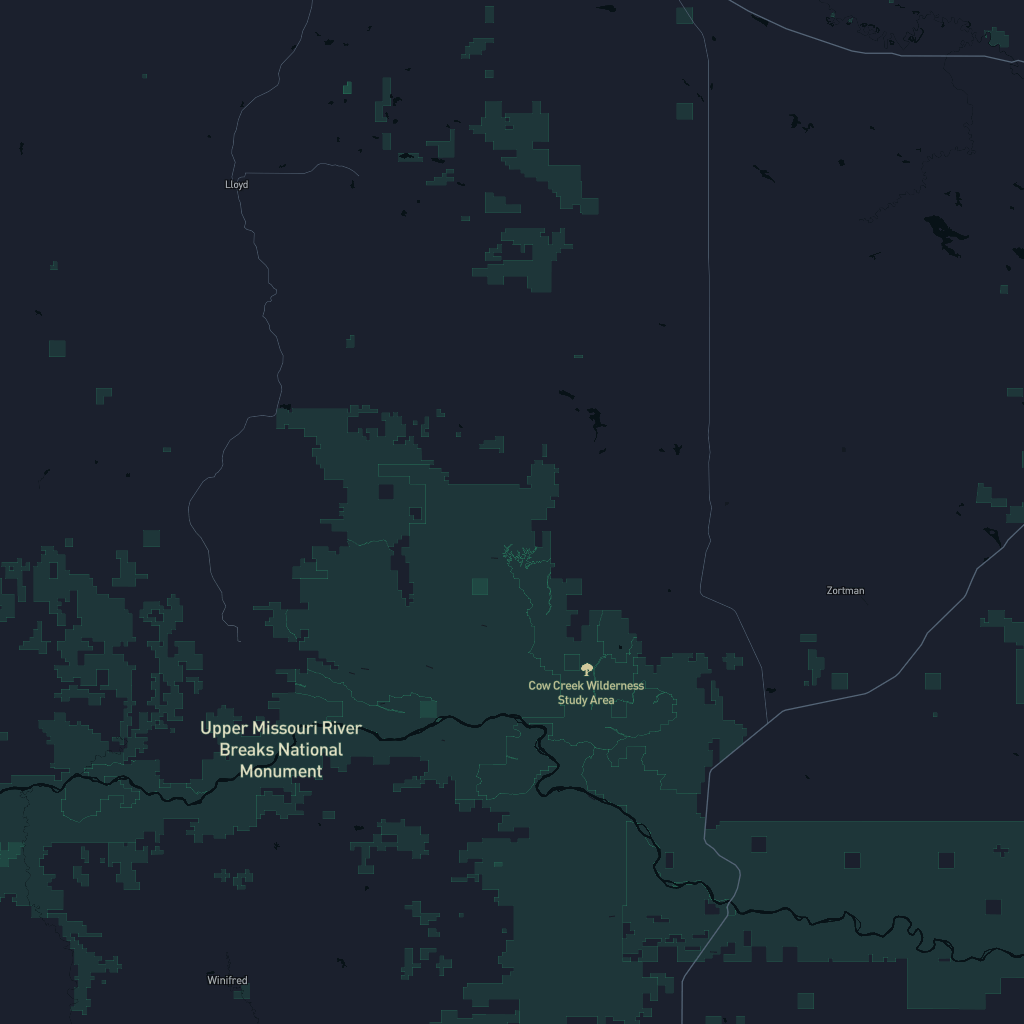 Lloyd
Zortman
Cow Creek Wilderness
Study Area
Upper Missouri River
Breaks National
Monument
Winifred